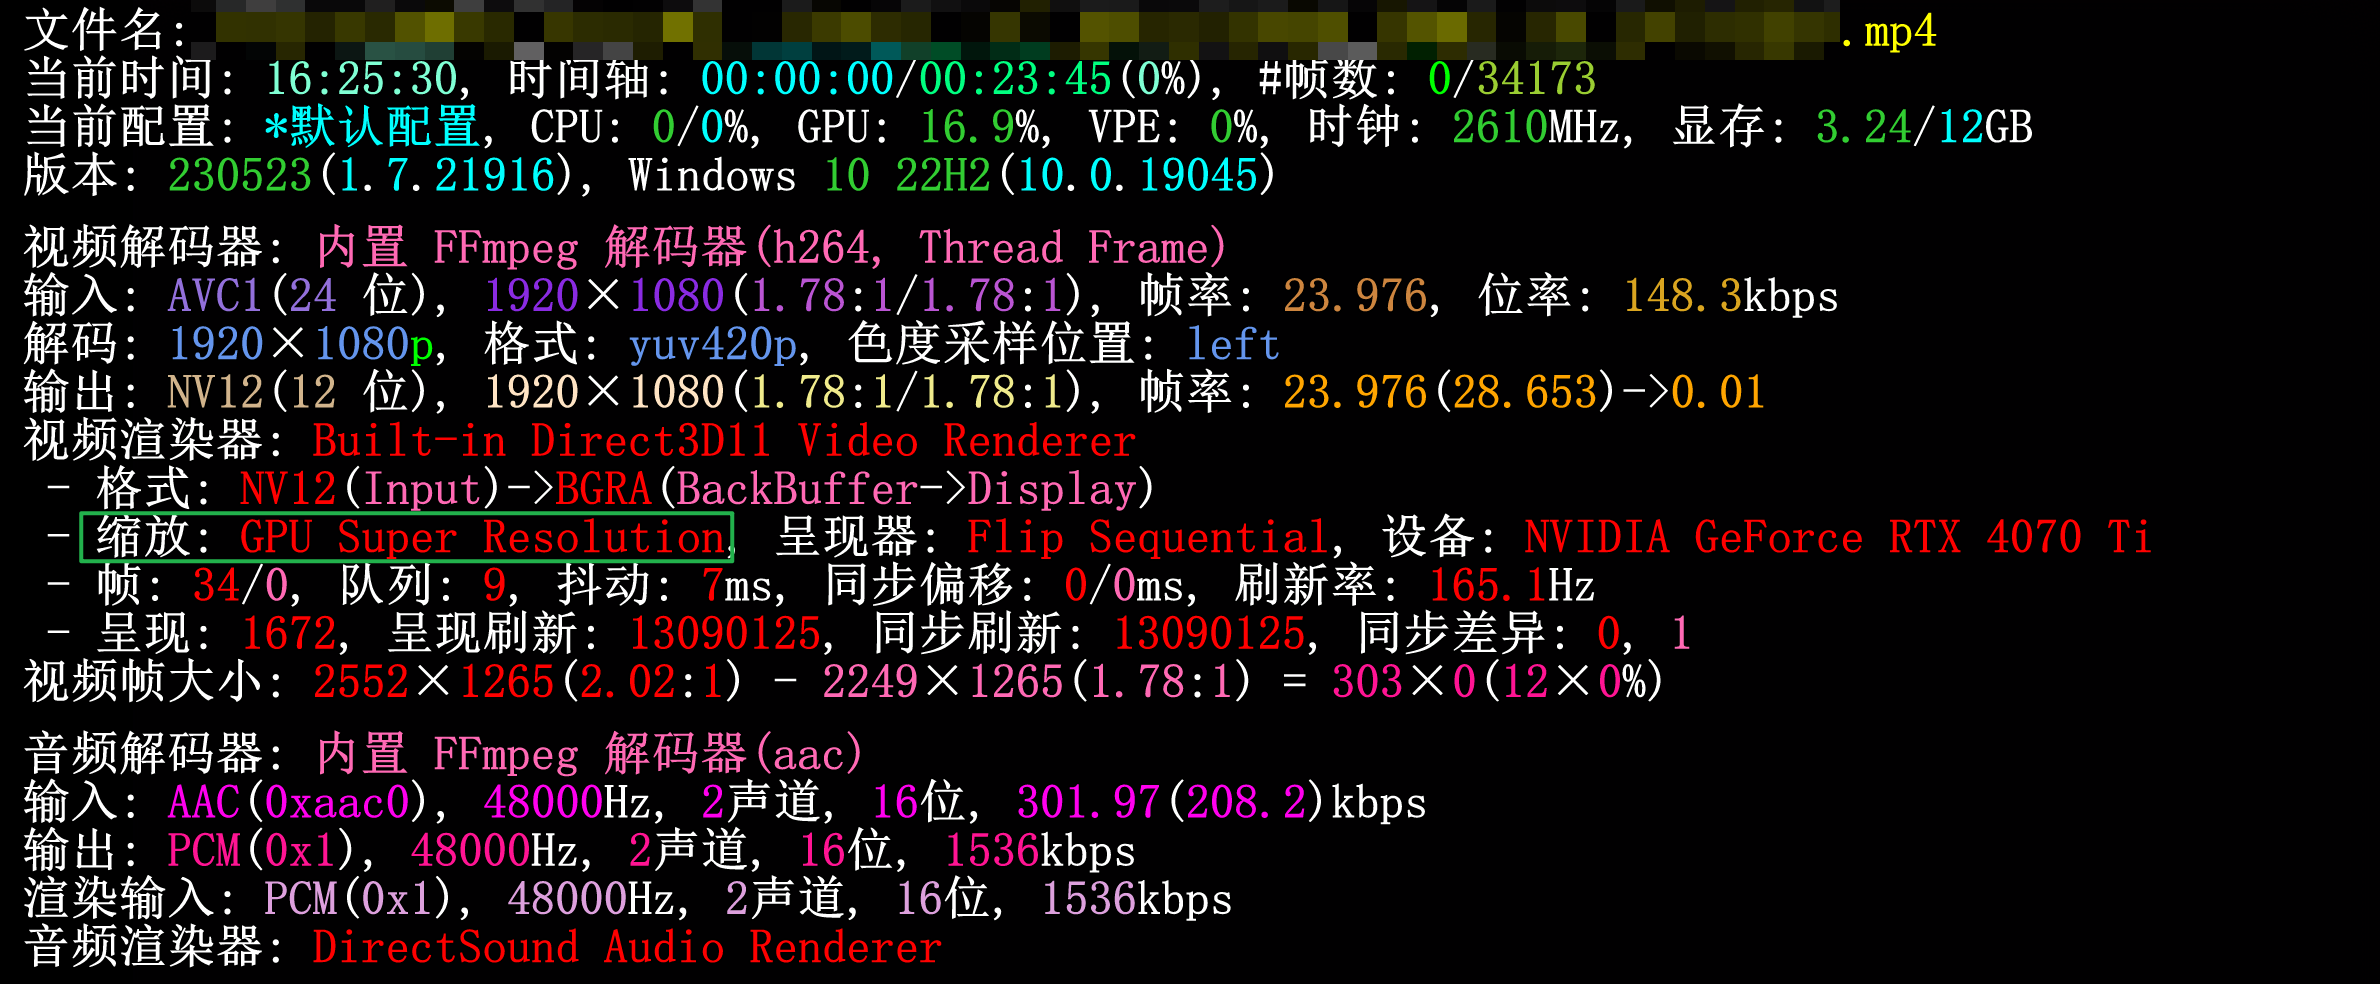 文件名: .mp4
当前时间: 16:25:30, 时间轴: 00:00:00/00:23:45(0%), #帧数: 0/34173
当前配置: *默认配置, CPU: 0/0%, GPU: 16.9%, VPE: 0%, 时钟: 2610MHz, 显存: 3.24/12GB
版本: 230523(1.7.21916), Windows 10 22H2(10.0.19045)
视频解码器: 内置 FFmpeg 解码器(h264, Thread Frame)
输入: AVC1(24 位), 1920×1080(1.78:1/1.78:1), 帧率: 23.976, 位率: 148.3kbps
解码: 1920×1080p, 格式: yuv420p, 色度采样位置: left
输出: NV12(12 位), 1920×1080(1.78:1/1.78:1), 帧率: 23.976(28.653)->0.01
视频渲染器: Built-in Direct3D11 Video Renderer
- 格式: NV12(Input)->BGRA(BackBuffer->Display)
- 缩放: GPU Super Resolution, 呈现器: Flip Sequential, 设备: NVIDIA GeForce RTX 4070 Ti
- 帧: 34/0, 队列: 9, 抖动: 7ms, 同步偏移: 0/0ms, 刷新率: 165.1Hz
- 呈现: 1672, 呈现刷新: 13090125, 同步刷新: 13090125, 同步差异: 0, 1
视频帧大小: 2552×1265(2.02:1) - 2249×1265(1.78:1) = 303×0(12×0%)
音频解码器: 内置 FFmpeg 解码器(aac)
输入: AAC(0xaac0), 48000Hz, 2声道, 16位, 301.97(208.2)kbps
输出: PCM(0x1), 48000Hz, 2声道, 16位, 1536kbps
渲染输入: PCM(0x1), 48000Hz, 2声道, 16位, 1536kbps
音频渲染器: DirectSound Audio Renderer